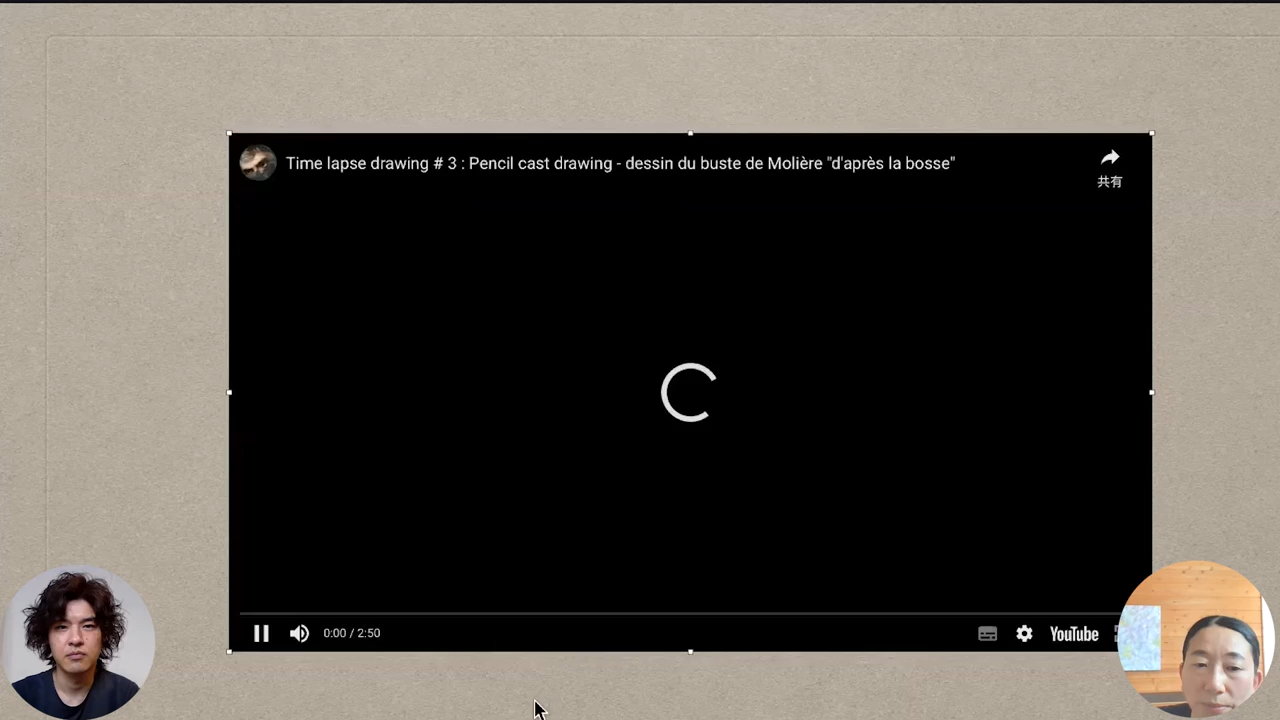 Time lapse drawing # 3 : Pencil cast drawing - dessin du buste de Molière "d'après la bosse"
共有
0:00 / 2:50
YouTube